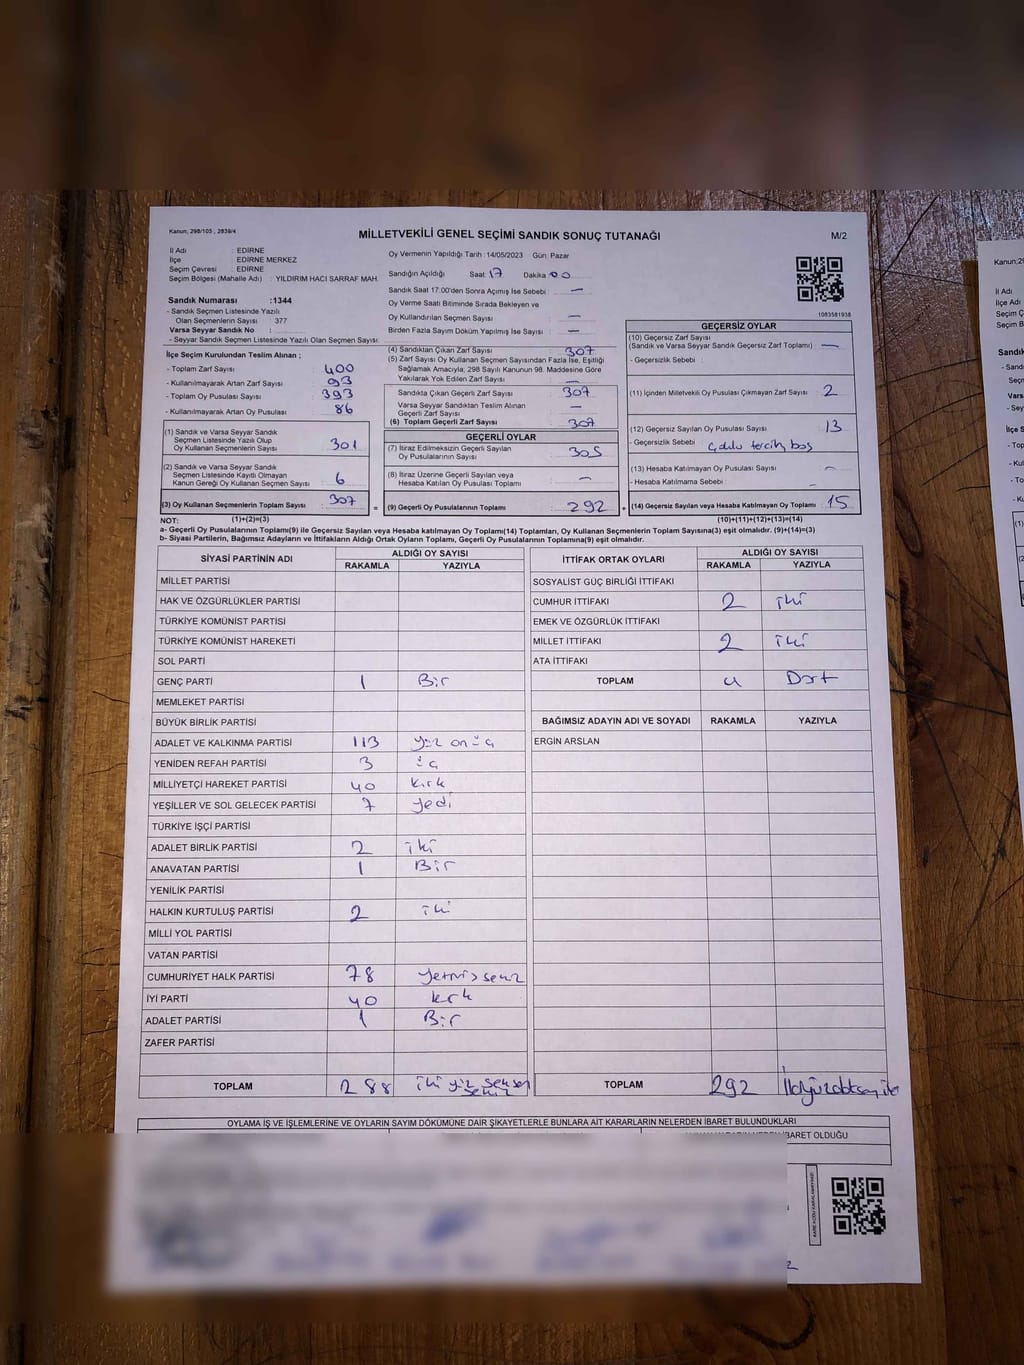 Kanun; 298/105 , 2839/4
MİLLETVEKİLİ GENEL SEÇİMİ SANDIK SONUÇ TUTANAĞI
M/2
İl Adı : EDİRNE
İlçe : EDİRNE MERKEZ
Seçim Çevresi : EDİRNE
Seçim Bölgesi (Mahalle Adı) : YILDIRIM HACI SARRAF MAH.
Sandık Numarası :1344
- Sandık Seçmen Listesinde Yazılı
Olan Seçmenlerin Sayısı : 377
Varsa Seyyar Sandık No :
- Seyyar Sandık Seçmen Listesinde Yazılı Olan Seçmen Sayısı:
İlçe Seçim Kurulundan Teslim Alınan ;
- Toplam Zarf Sayısı 400
- Kullanılmayarak Artan Zarf Sayısı 93
- Toplam Oy Pusulası Sayısı 393
- Kullanılmayarak Artan Oy Pusulası 86
(1) Sandık ve Varsa Seyyar Sandık
Seçmen Listesinde Yazılı Olup
Oy Kullanan Seçmenlerin Sayısı 301
(2) Sandık ve Varsa Seyyar Sandık
Seçmen Listesinde Kayıtlı Olmayan
Kanun Gereği Oy Kullanan Seçmen Sayısı 6
(3) Oy Kullanan Seçmenlerin Toplam Sayısı 307
Oy Vermenin Yapıldığı Tarih : 14/05/2023 Gün: Pazar
Sandığın Açıldığı Saat: 17 Dakika: 00
Sandık Saat 17.00'den Sonra Açılmış İse Sebebi : —
Oy Verme Saati Bitiminde Sırada Bekleyen ve
Oy Kullandırılan Seçmen Sayısı : —
Birden Fazla Sayım Döküm Yapılmış İse Sayısı : —
(4) Sandıktan Çıkan Zarf Sayısı 307
(5) Zarf Sayısı Oy Kullanan Seçmen Sayısından Fazla İse, Eşitliği
Sağlamak Amacıyla; 298 Sayılı Kanunun 98. Maddesine Göre
Yakılarak Yok Edilen Zarf Sayısı —
Sandıkta Çıkan Geçerli Zarf Sayısı 307
Varsa Seyyar Sandıktan Teslim Alınan
Geçerli Zarf Sayısı —
(6) Toplam Geçerli Zarf Sayısı 307
GEÇERLİ OYLAR
(7) İtiraz Edilmeksizin Geçerli Sayılan
Oy Pusulalarının Sayısı 305
(8) İtiraz Üzerine Geçerli Sayılan veya
Hesaba Katılan Oy Pusulası Toplamı —
= (9) Geçerli Oy Pusulalarının Toplamı 292 +
1083581938
GEÇERSİZ OYLAR
(10) Geçersiz Zarf Sayısı
(Sandık ve Varsa Seyyar Sandık Geçersiz Zarf Toplamı) —
- Geçersizlik Sebebi
(11) İçinden Milletvekili Oy Pusulası Çıkmayan Zarf Sayısı 2
(12) Geçersiz Sayılan Oy Pusulası Sayısı 13
- Geçersizlik Sebebi Çoklu tercih, boş
(13) Hesaba Katılmayan Oy Pusulası Sayısı —
- Hesaba Katılmama Sebebi —
(14) Geçersiz Sayılan veya Hesaba Katılmayan Oy Toplamı 15
NOT: (1)+(2)=(3) (10)+(11)+(12)+(13)=(14)
a- Geçerli Oy Pusulalarının Toplamı(9) ile Geçersiz Sayılan veya Hesaba katılmayan Oy Toplamı(14) Toplamları, Oy Kullanan Seçmenlerin Toplam Sayısına(3) eşit olmalıdır. (9)+(14)=(3)
b- Siyasi Partilerin, Bağımsız Adayların ve İttifakların Aldığı Ortak Oyların Toplamı, Geçerli Oy Pusulalarının Toplamına(9) eşit olmalıdır.
SİYASİ PARTİNİN ADI ALDIĞI OY SAYISI
RAKAMLA YAZIYLA
MİLLET PARTİSİ
HAK VE ÖZGÜRLÜKLER PARTİSİ
TÜRKİYE KOMÜNİST PARTİSİ
TÜRKİYE KOMÜNİST HAREKETİ
SOL PARTİ
GENÇ PARTİ 1 Bir
MEMLEKET PARTİSİ
BÜYÜK BİRLİK PARTİSİ
ADALET VE KALKINMA PARTİSİ 113 yüz on üç
YENİDEN REFAH PARTİSİ 3 üç
MİLLİYETÇİ HAREKET PARTİSİ 40 kırk
YEŞİLLER VE SOL GELECEK PARTİSİ 7 yedi
TÜRKİYE İŞÇİ PARTİSİ
ADALET BİRLİK PARTİSİ 2 iki
ANAVATAN PARTİSİ 1 Bir
YENİLİK PARTİSİ
HALKIN KURTULUŞ PARTİSİ 2 iki
MİLLİ YOL PARTİSİ
VATAN PARTİSİ
CUMHURİYET HALK PARTİSİ 78 yetmiş sekiz
İYİ PARTİ 40 kırk
ADALET PARTİSİ 1 Bir
ZAFER PARTİSİ
TOPLAM 288 iki yüz seksen sekiz
İTTİFAK ORTAK OYLARI ALDIĞI OY SAYISI
RAKAMLA YAZIYLA
SOSYALİST GÜÇ BİRLİĞİ İTTİFAKI
CUMHUR İTTİFAKI 2 iki
EMEK VE ÖZGÜRLÜK İTTİFAKI
MİLLET İTTİFAKI 2 iki
ATA İTTİFAKI
TOPLAM 4 Dört
BAĞIMSIZ ADAYIN ADI VE SOYADI RAKAMLA YAZIYLA
ERGİN ARSLAN
TOPLAM 292
OYLAMA İŞ VE İŞLEMLERİNE VE OYLARIN SAYIM DÖKÜMÜNE DAİR ŞİKAYETLERLE BUNLARA AİT KARARLARIN NELERDEN İBARET BULUNDUKLARI
İBARET OLDUĞU
Kanun;29
İl Adı
İlçe Adı
Seçim Ç
Seçim B